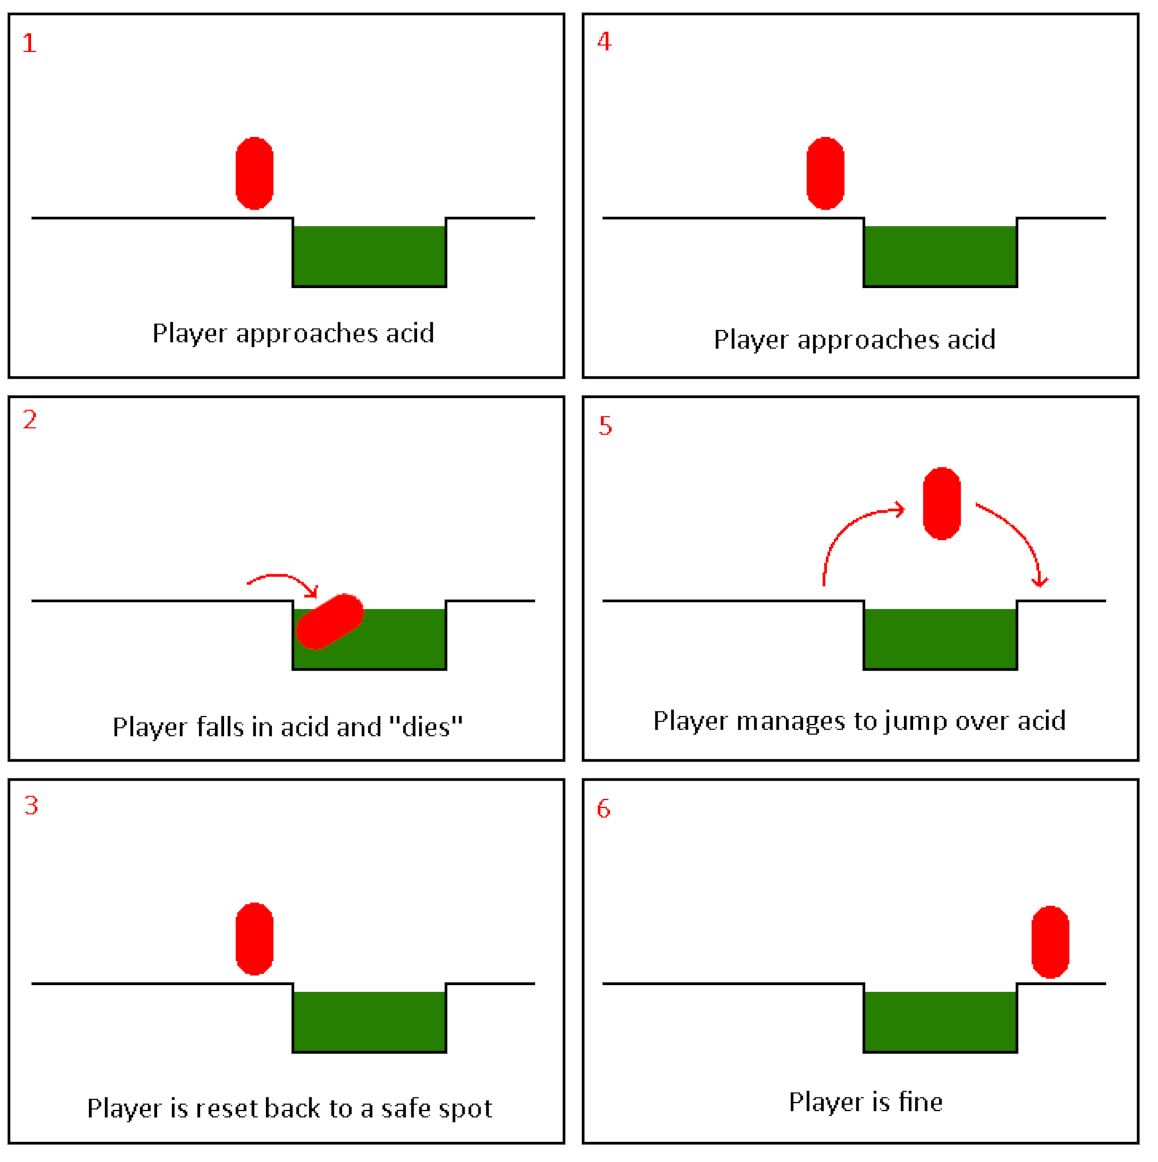 1
Player approaches acid
2
Player falls in acid and "dies"
3
Player is reset back to a safe spot
4
Player approaches acid
5
Player manages to jump over acid
6
Player is fine